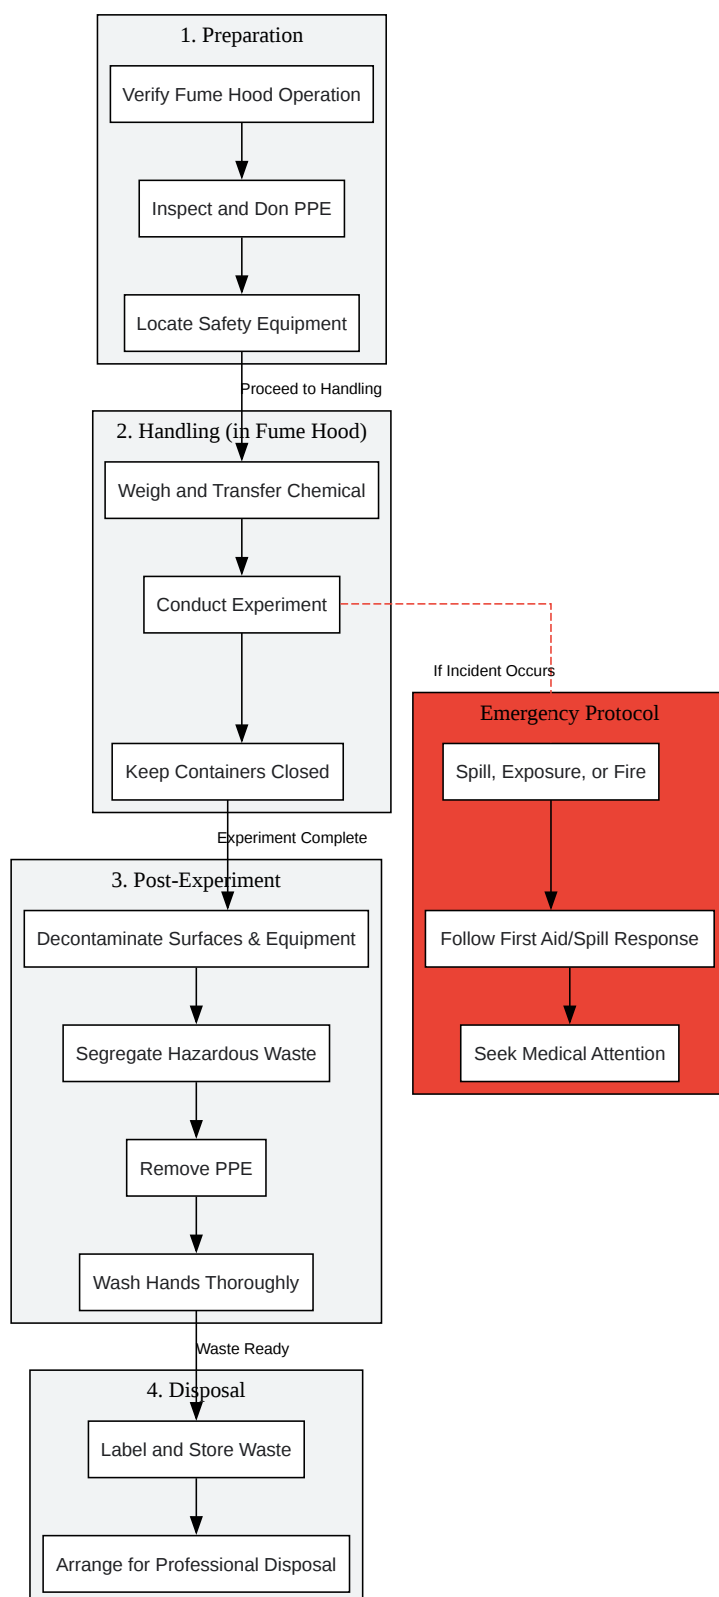 1. Preparation
Verify Fume Hood Operation
Inspect and Don PPE
Locate Safety Equipment
Proceed to Handling
2. Handling (in Fume Hood)
Weigh and Transfer Chemical
Conduct Experiment
Keep Containers Closed
If Incident Occurs
Emergency Protocol
Spill, Exposure, or Fire
Follow First Aid/Spill Response
Seek Medical Attention
Experiment Complete
3. Post-Experiment
Decontaminate Surfaces & Equipment
Segregate Hazardous Waste
Remove PPE
Wash Hands Thoroughly
Waste Ready
4. Disposal
Label and Store Waste
Arrange for Professional Disposal